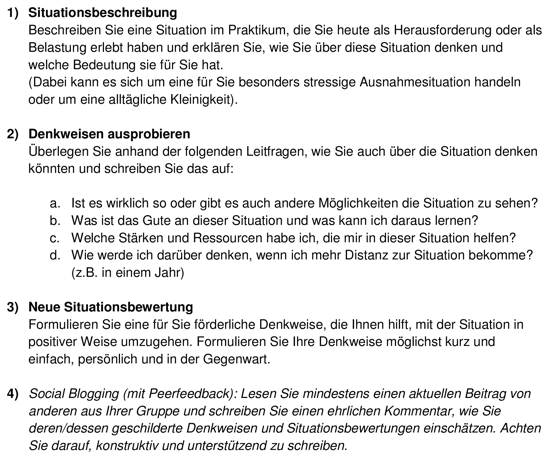 1) Situationsbeschreibung
Beschreiben Sie eine Situation im Praktikum, die Sie heute als Herausforderung oder als
Belastung erlebt haben und erklären Sie, wie Sie über diese Situation denken und
welche Bedeutung sie für Sie hat.
(Dabei kann es sich um eine für Sie besonders stressige Ausnahmesituation handeln
oder um eine alltägliche Kleinigkeit).
2) Denkweisen ausprobieren
Überlegen Sie anhand der folgenden Leitfragen, wie Sie auch über die Situation denken
könnten und schreiben Sie das auf:
a. Ist es wirklich so oder gibt es auch andere Möglichkeiten die Situation zu sehen?
b. Was ist das Gute an dieser Situation und was kann ich daraus lernen?
c. Welche Stärken und Ressourcen habe ich, die mir in dieser Situation helfen?
d. Wie werde ich darüber denken, wenn ich mehr Distanz zur Situation bekomme?
(z.B. in einem Jahr)
3) Neue Situationsbewertung
Formulieren Sie eine für Sie förderliche Denkweise, die Ihnen hilft, mit der Situation in
positiver Weise umzugehen. Formulieren Sie Ihre Denkweise möglichst kurz und
einfach, persönlich und in der Gegenwart.
4) Social Blogging (mit Peerfeedback): Lesen Sie mindestens einen aktuellen Beitrag von
anderen aus Ihrer Gruppe und schreiben Sie einen ehrlichen Kommentar, wie Sie
deren/dessen geschilderte Denkweisen und Situationsbewertungen einschätzen. Achten
Sie darauf, konstruktiv und unterstützend zu schreiben.